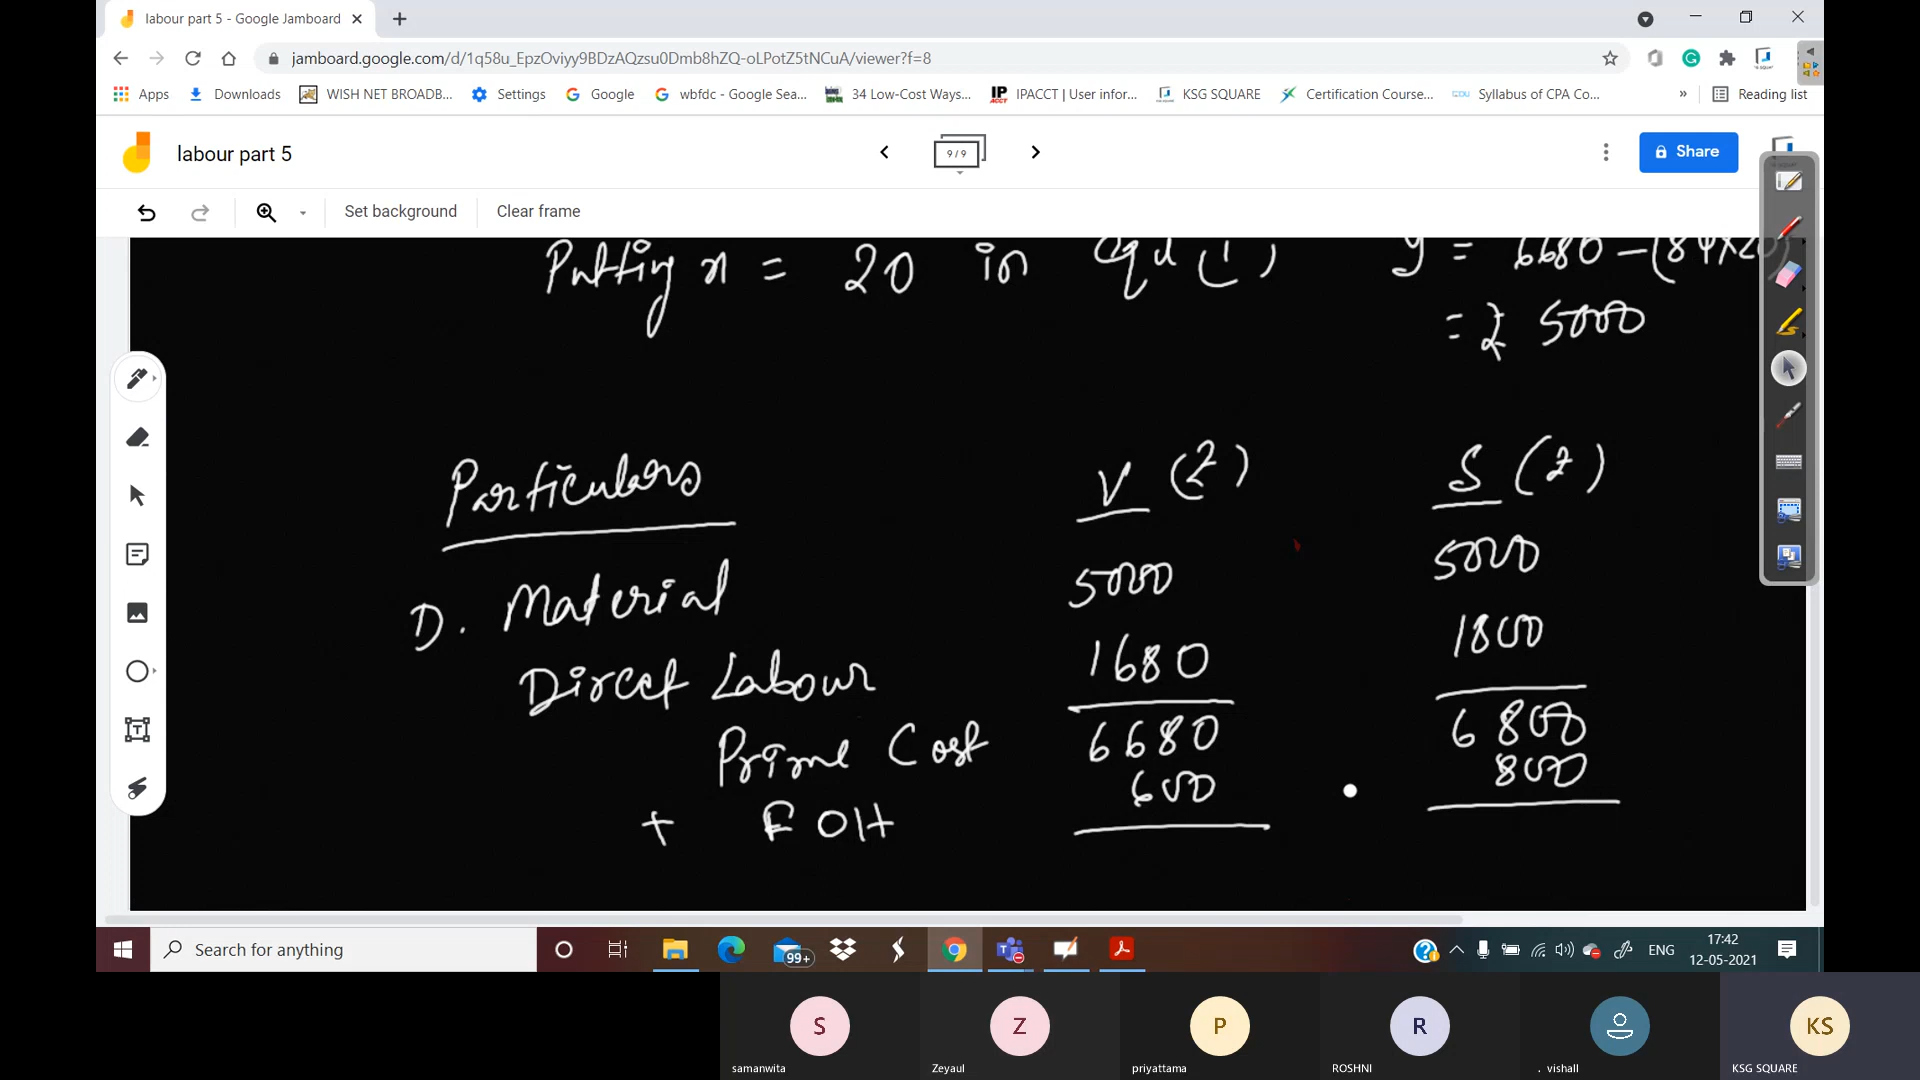 labour part 5 - Google Jamboard
jamboard.google.com/d/1q58u_EpzOviyy9BDzAQzsu0Dmb8hZQ-oLPotZ5tNCuA/viewer?f=8
Apps Downloads WISH NET BROADB... Settings Google wbfdc - Google Sea... 34 Low-Cost Ways... IPACCT | User infor... KSG SQUARE Certification Course... Syllabus of CPA Co... » Reading list
labour part 5 9/9 Share
Set background Clear frame
Putting x = 20 in equ (1) y = 6680 - (84x20)
= ₹ 5000
Particulars V (₹) S (₹)
D. Material 5000 5000
Direct Labour 1680 1800
Prime Cost 6680 6800
+ FOH 600 800
Search for anything 99+ ENG 17:42
12-05-2021
S Z P R KS
samanwita Zeyaul priyattama ROSHNI . vishall KSG SQUARE